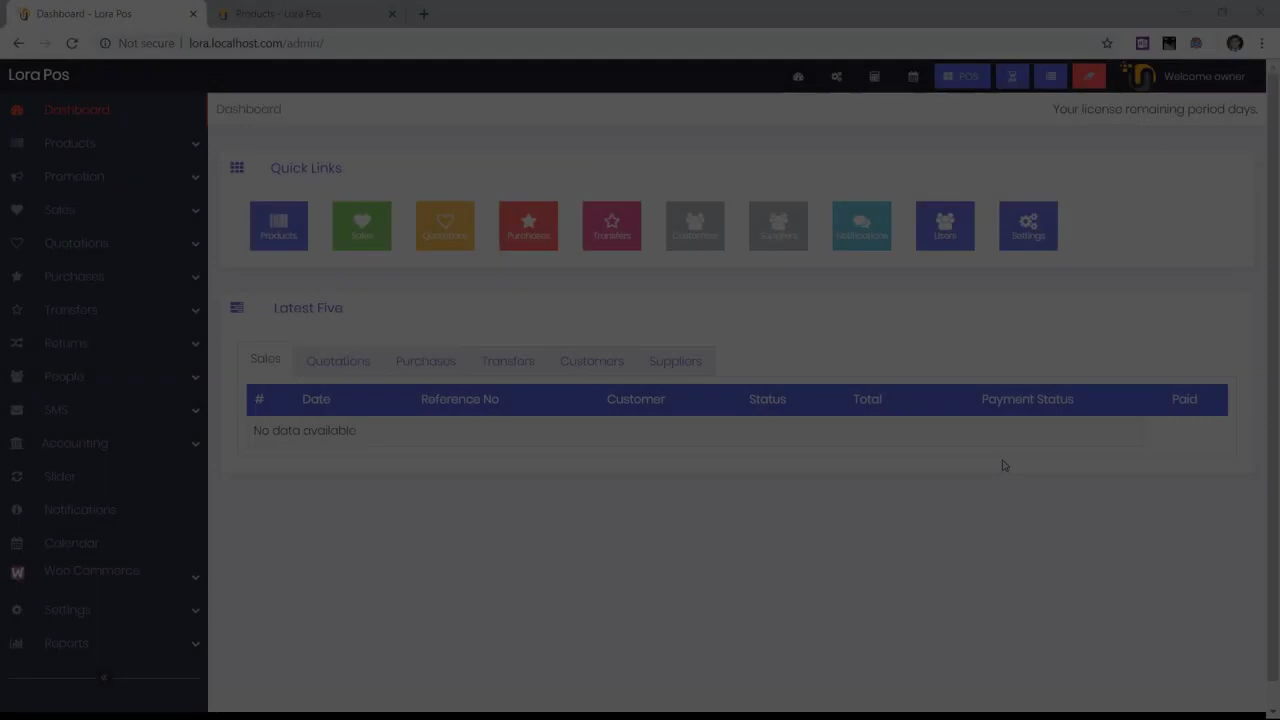 Dashboard - Lora Pos
Products - Lora Pos
Not secure
lora.localhost.com/admin/
Lora Pos
POS
Welcome owner
Dashboard
Products
Promotion
Sales
Quotations
Purchases
Transfers
Returns
People
SMS
Accounting
Slider
Notifications
Calendar
Woo Commerce
Settings
Reports
Dashboard
Your license remaining period days.
Quick Links
Products
Sales
Quotations
Purchases
Transfers
Customers
Suppliers
Notifications
Users
Settings
Latest Five
Sales Quotations Purchases Transfers Customers Suppliers
# Date Reference No Customer Status Total Payment Status Paid
No data available